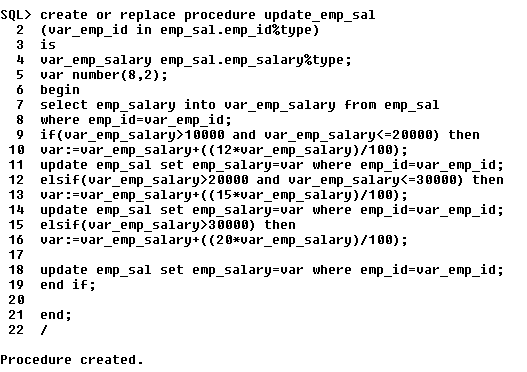 SQL> create or replace procedure update_emp_sal
2 (var_emp_id in emp_sal.emp_id%type)
3 is
4 var_emp_salary emp_sal.emp_salary%type;
5 var number(8,2);
6 begin
7 select emp_salary into var_emp_salary from emp_sal
8 where emp_id=var_emp_id;
9 if(var_emp_salary>10000 and var_emp_salary<=20000) then
10 var:=var_emp_salary+((12*var_emp_salary)/100);
11 update emp_sal set emp_salary=var where emp_id=var_emp_id;
12 elsif(var_emp_salary>20000 and var_emp_salary<=30000) then
13 var:=var_emp_salary+((15*var_emp_salary)/100);
14 update emp_sal set emp_salary=var where emp_id=var_emp_id;
15 elsif(var_emp_salary>30000) then
16 var:=var_emp_salary+((20*var_emp_salary)/100);
17
18 update emp_sal set emp_salary=var where emp_id=var_emp_id;
19 end if;
20
21 end;
22 /
Procedure created.